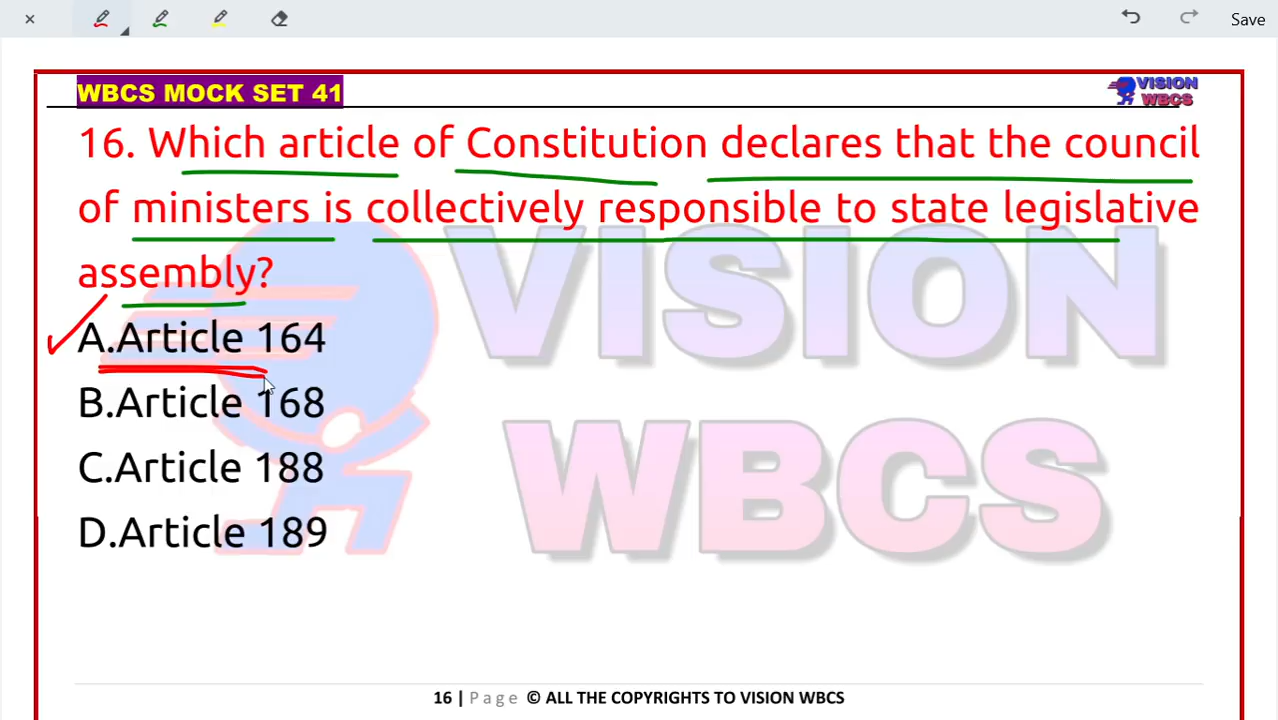 Save
WBCS MOCK SET 41
VISION
WBCS
16. Which article of Constitution declares that the council
of ministers is collectively responsible to state legislative
assembly?
A.Article 164
B.Article 168
C.Article 188
D.Article 189
VISION
WBCS
16 | Page © ALL THE COPYRIGHTS TO VISION WBCS